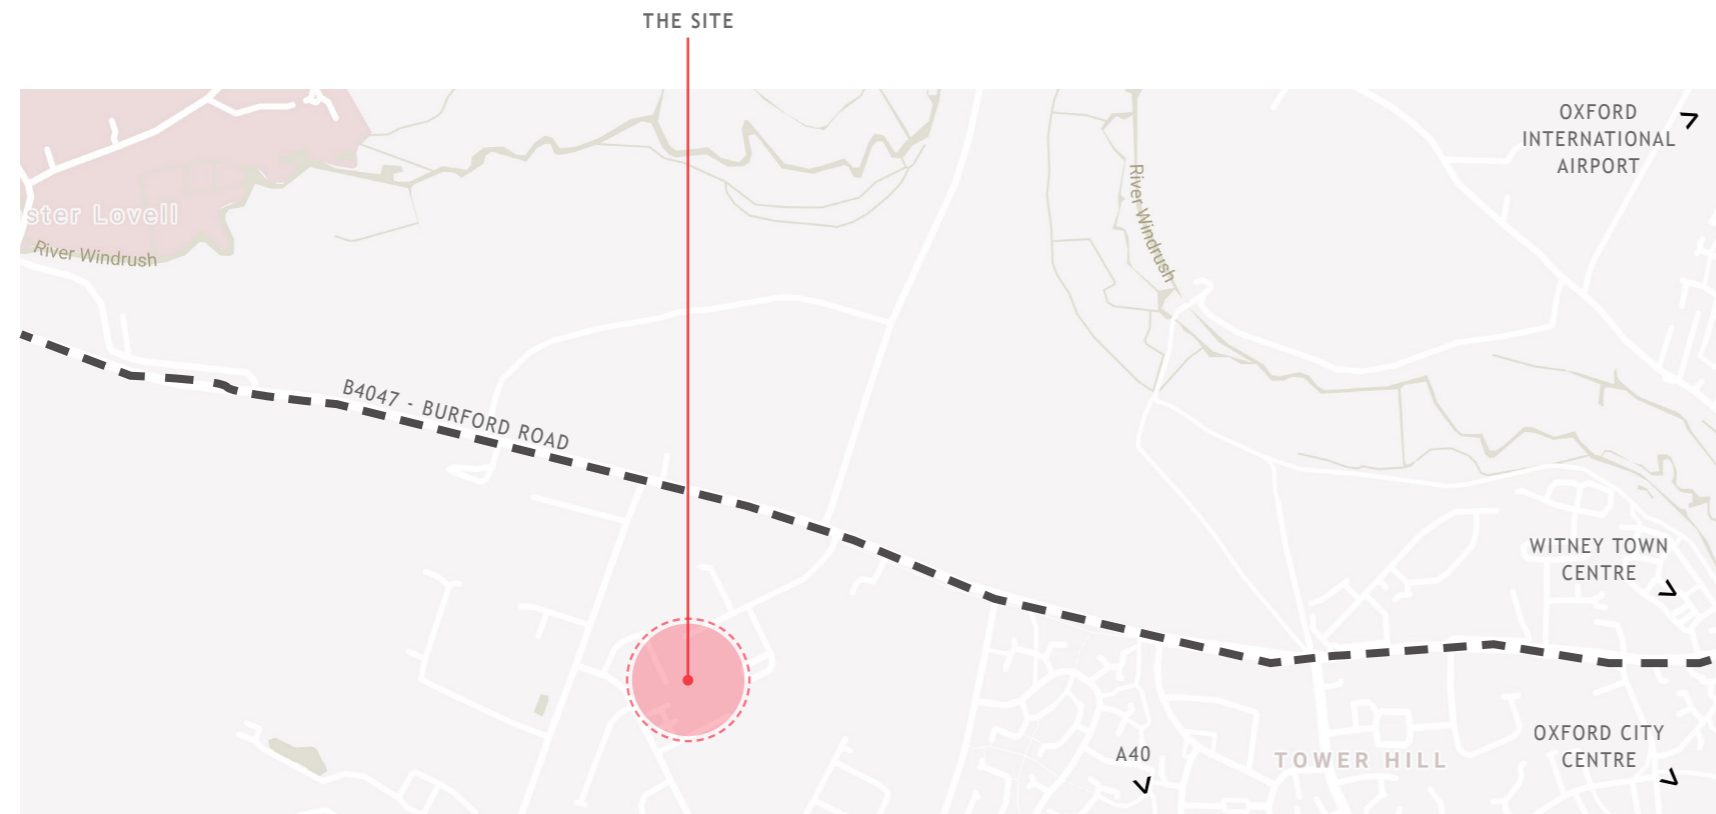 THE SITE
OXFORD
INTERNATIONAL
AIRPORT
River Windrush
ster Lovell
River Windrush
B4047 - BURFORD ROAD
WITNEY TOWN
CENTRE
OXFORD CITY
CENTRE
A40
TOWER HILL